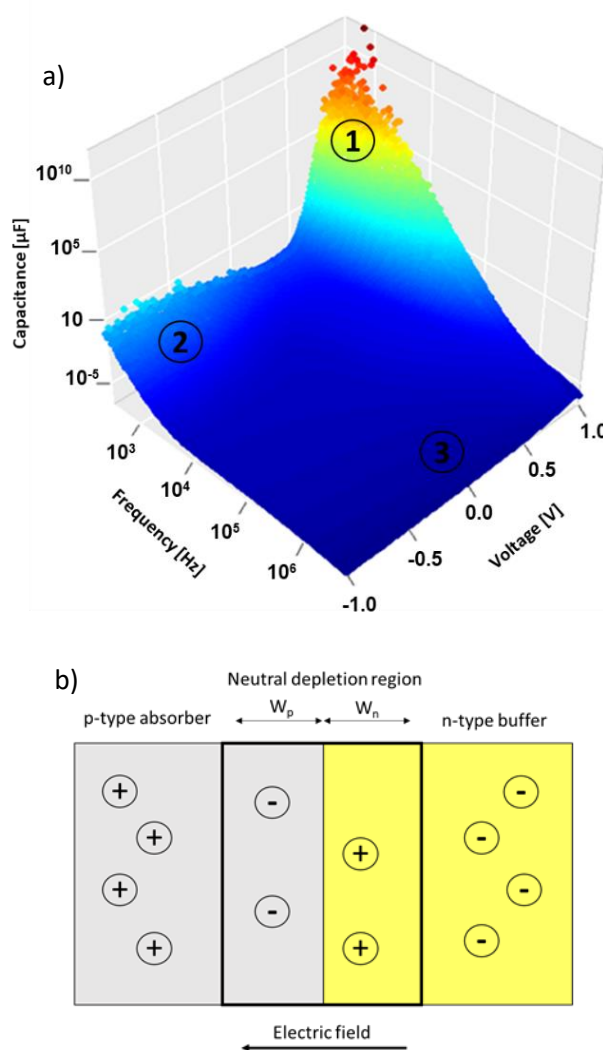 a)
Capacitance [µF]
10¹⁰
10⁵
10
10⁻⁵
1
2
3
10³
10⁴
10⁵
10⁶
Frequency [Hz]
1.0
0.5
0.0
-0.5
-1.0
Voltage [V]
b)
Neutral depletion region
p-type absorber
Wₚ
Wₙ
n-type buffer
+
+
+
+
-
-
+
+
-
-
-
-
Electric field